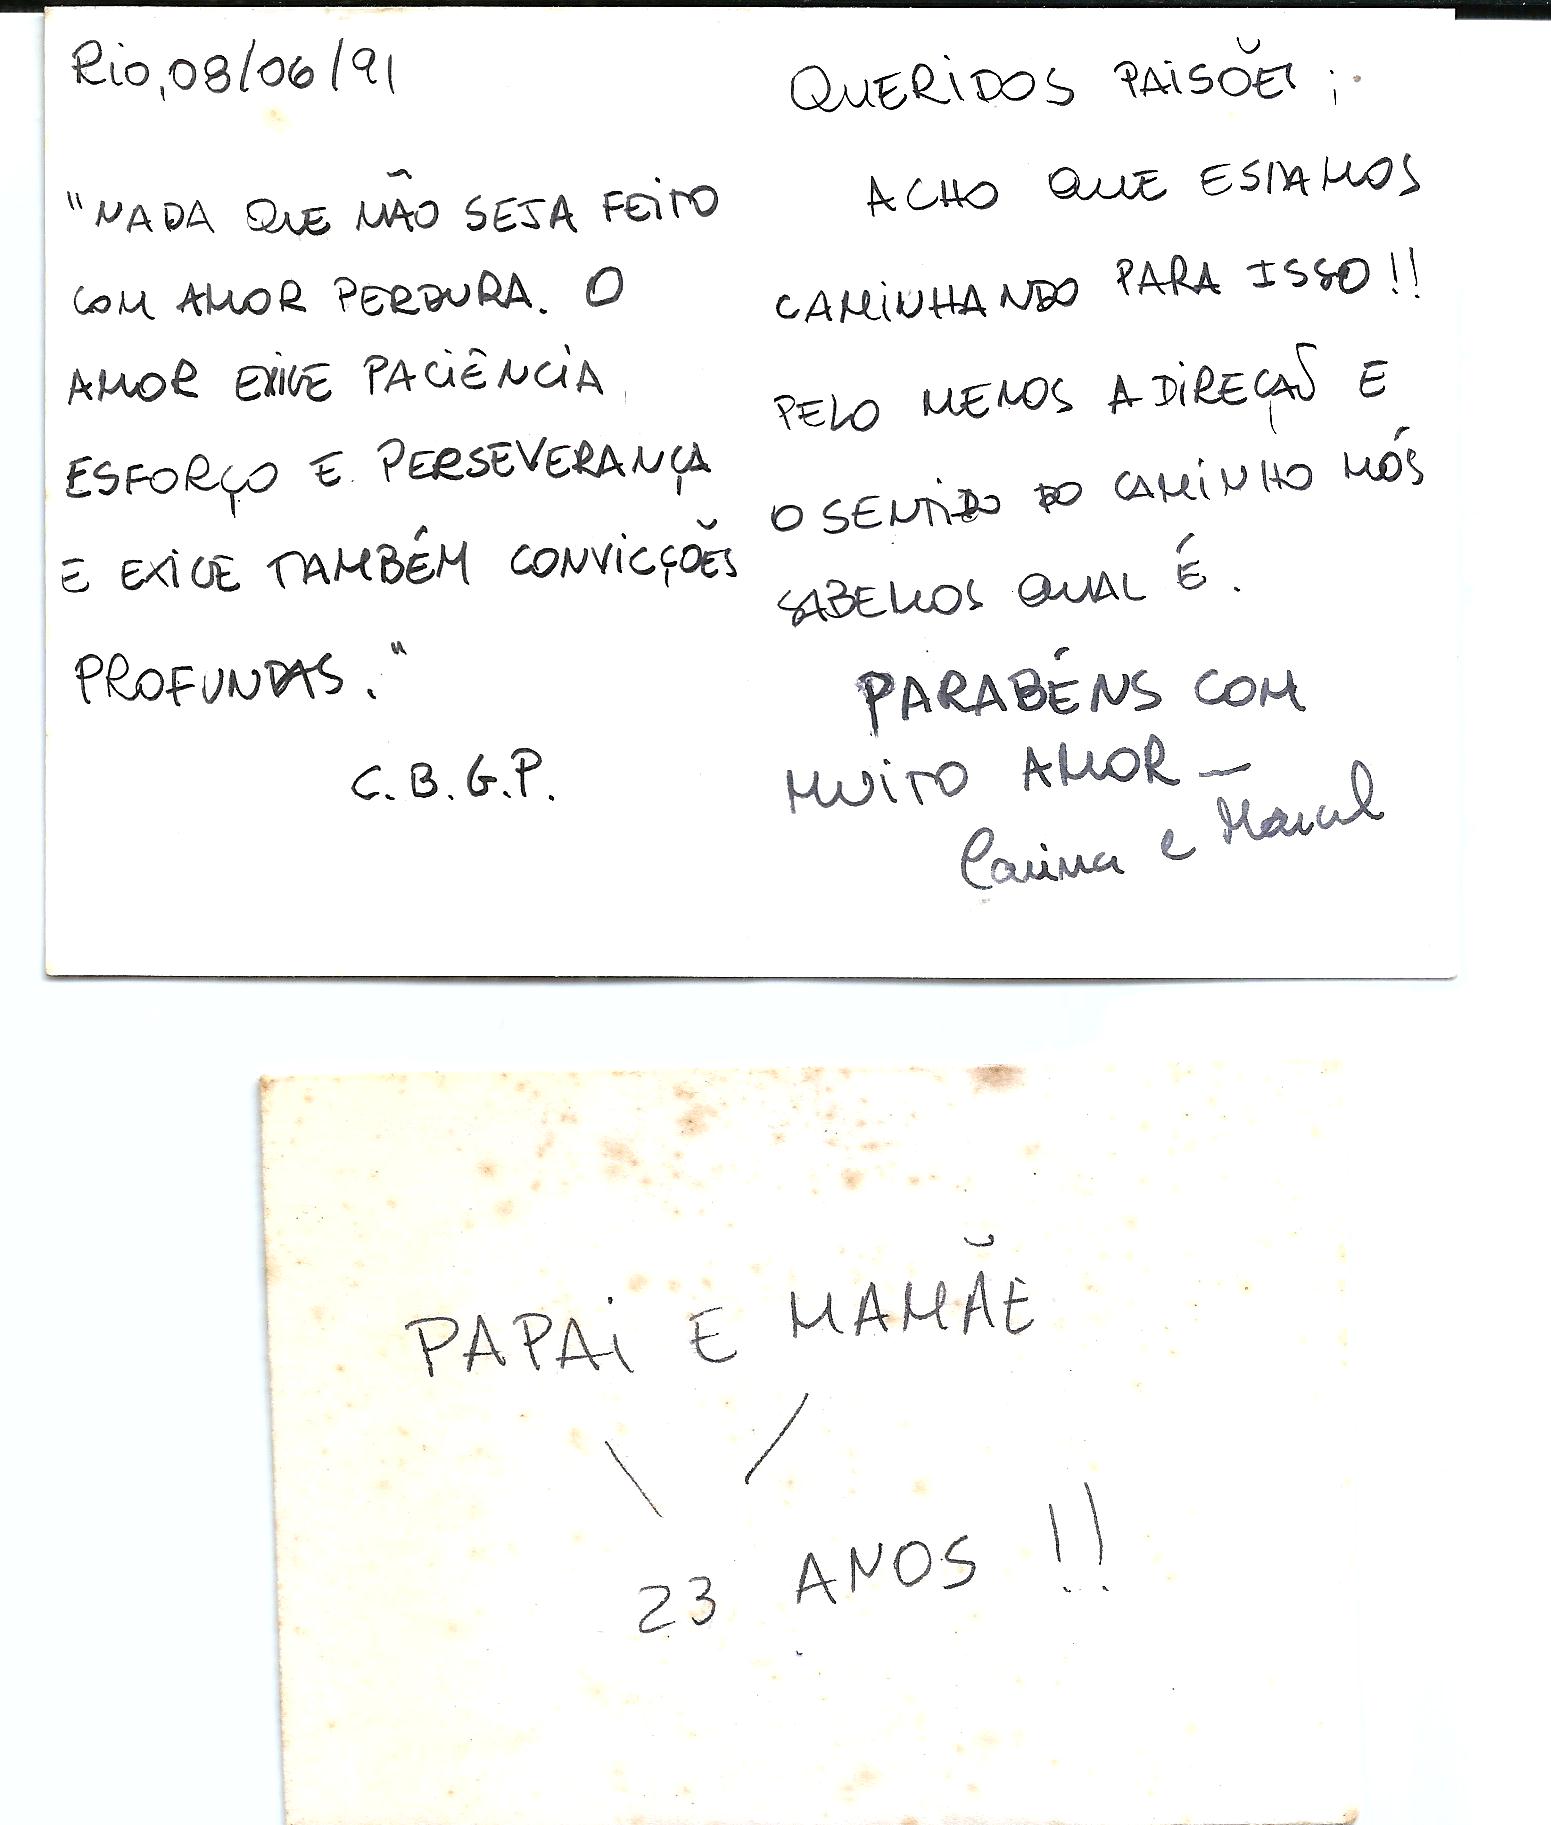 Rio, 08/06/91
"NADA QUE NÃO SEJA FEITO
COM AMOR PERDURA. O
AMOR EXIGE PACIÊNCIA,
ESFORÇO E PERSEVERANÇA
E EXIGE TAMBÉM CONVICÇÕES
PROFUNDAS."
C.B.G.P.
QUERIDOS PAISÕES;
ACHO QUE ESTAMOS
CAMINHANDO PARA ISSO!!
PELO MENOS A DIREÇÃO E
O SENTIDO DO CAMINHO NÓS
SABEMOS QUAL É.
PARABÉNS COM
MUITO AMOR —
Carina e
PAPAI E MAMÃE
23 ANOS!!